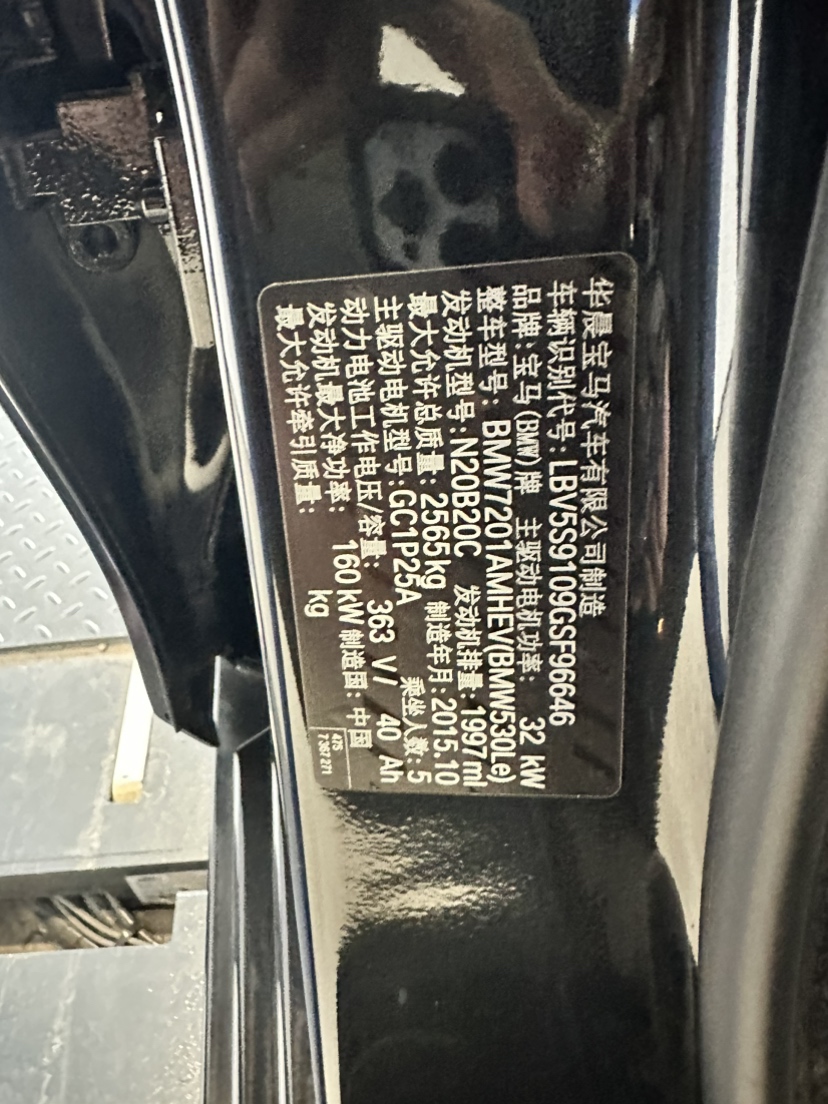 华晨宝马汽车有限公司制造
车辆识别代号: LBV5S9109GSF96646
品牌: 宝马(BMW)牌 主驱动电机功率: 32 kW
整车型号: BMW7201AMHEV(BMW530Le)
发动机型号: N20B20C 发动机排量: 1997ml
最大允许总质量: 2565kg 制造年月: 2015.10
主驱动电机型号: GC1P25A 乘坐人数: 5
动力电池工作电压/容量: 363 V/ 40 Ah
发动机最大净功率: 160 kW 制造国: 中国
最大允许牵引质量: kg
475
7 367 271